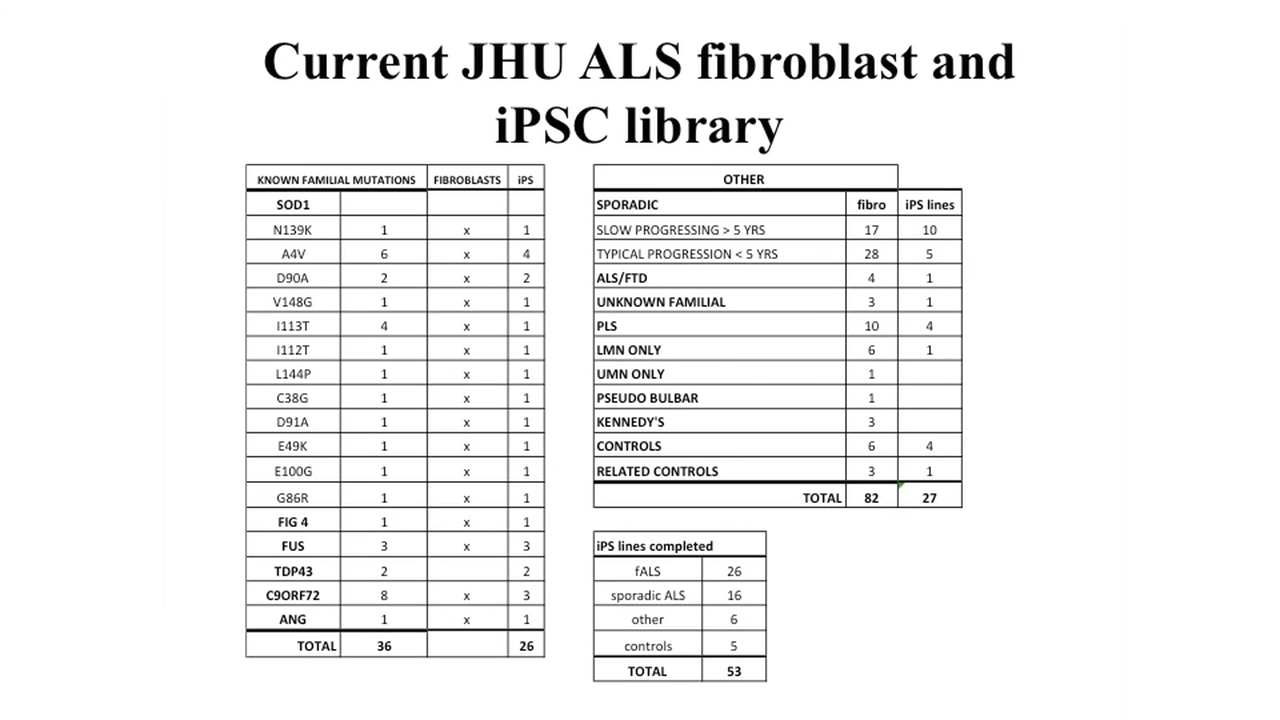 Current JHU ALS fibroblast and
iPSC library
KNOWN FAMILIAL MUTATIONS FIBROBLASTS iPS
SOD1
N139K 1 x 1
A4V 6 x 4
D90A 2 x 2
V148G 1 x 1
I113T 4 x 1
I112T 1 x 1
L144P 1 x 1
C38G 1 x 1
D91A 1 x 1
E49K 1 x 1
E100G 1 x 1
G86R 1 x 1
FIG 4 1 x 1
FUS 3 x 3
TDP43 2 2
C9ORF72 8 x 3
ANG 1 x 1
TOTAL 36 26
OTHER
SPORADIC fibro iPS lines
SLOW PROGRESSING > 5 YRS 17 10
TYPICAL PROGRESSION < 5 YRS 28 5
ALS/FTD 4 1
UNKNOWN FAMILIAL 3 1
PLS 10 4
LMN ONLY 6 1
UMN ONLY 1
PSEUDO BULBAR 1
KENNEDY'S 3
CONTROLS 6 4
RELATED CONTROLS 3 1
TOTAL 82 27
iPS lines completed
fALS 26
sporadic ALS 16
other 6
controls 5
TOTAL 53